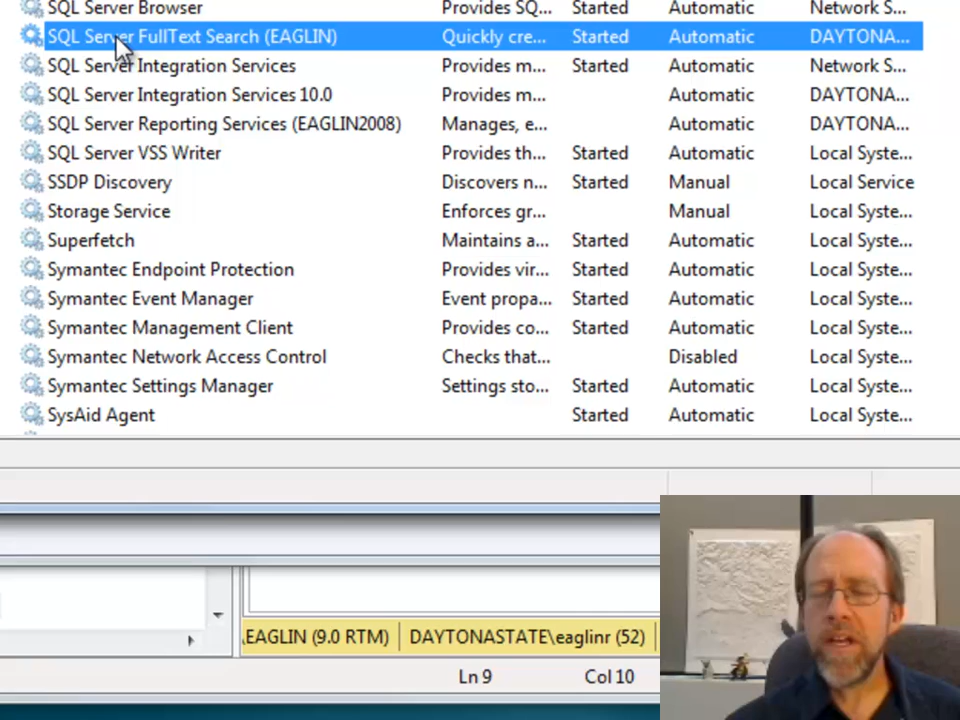 SQL Server Browser Provides SQ... Started Automatic Network S...
SQL Server FullText Search (EAGLIN) Quickly cre... Started Automatic DAYTONA...
SQL Server Integration Services Provides m... Started Automatic Network S...
SQL Server Integration Services 10.0 Provides m... Automatic DAYTONA...
SQL Server Reporting Services (EAGLIN2008) Manages, e... Automatic DAYTONA...
SQL Server VSS Writer Provides th... Started Automatic Local Syste...
SSDP Discovery Discovers n... Started Manual Local Service
Storage Service Enforces gr... Manual Local Syste...
Superfetch Maintains a... Started Automatic Local Syste...
Symantec Endpoint Protection Provides vir... Started Automatic Local Syste...
Symantec Event Manager Event propa... Started Automatic Local Syste...
Symantec Management Client Provides co... Started Automatic Local Syste...
Symantec Network Access Control Checks that... Disabled Local Syste...
Symantec Settings Manager Settings sto... Started Automatic Local Syste...
SysAid Agent Started Automatic Local Syste...
\EAGLIN (9.0 RTM) DAYTONASTATE\eaglinr (52)
Ln 9 Col 10